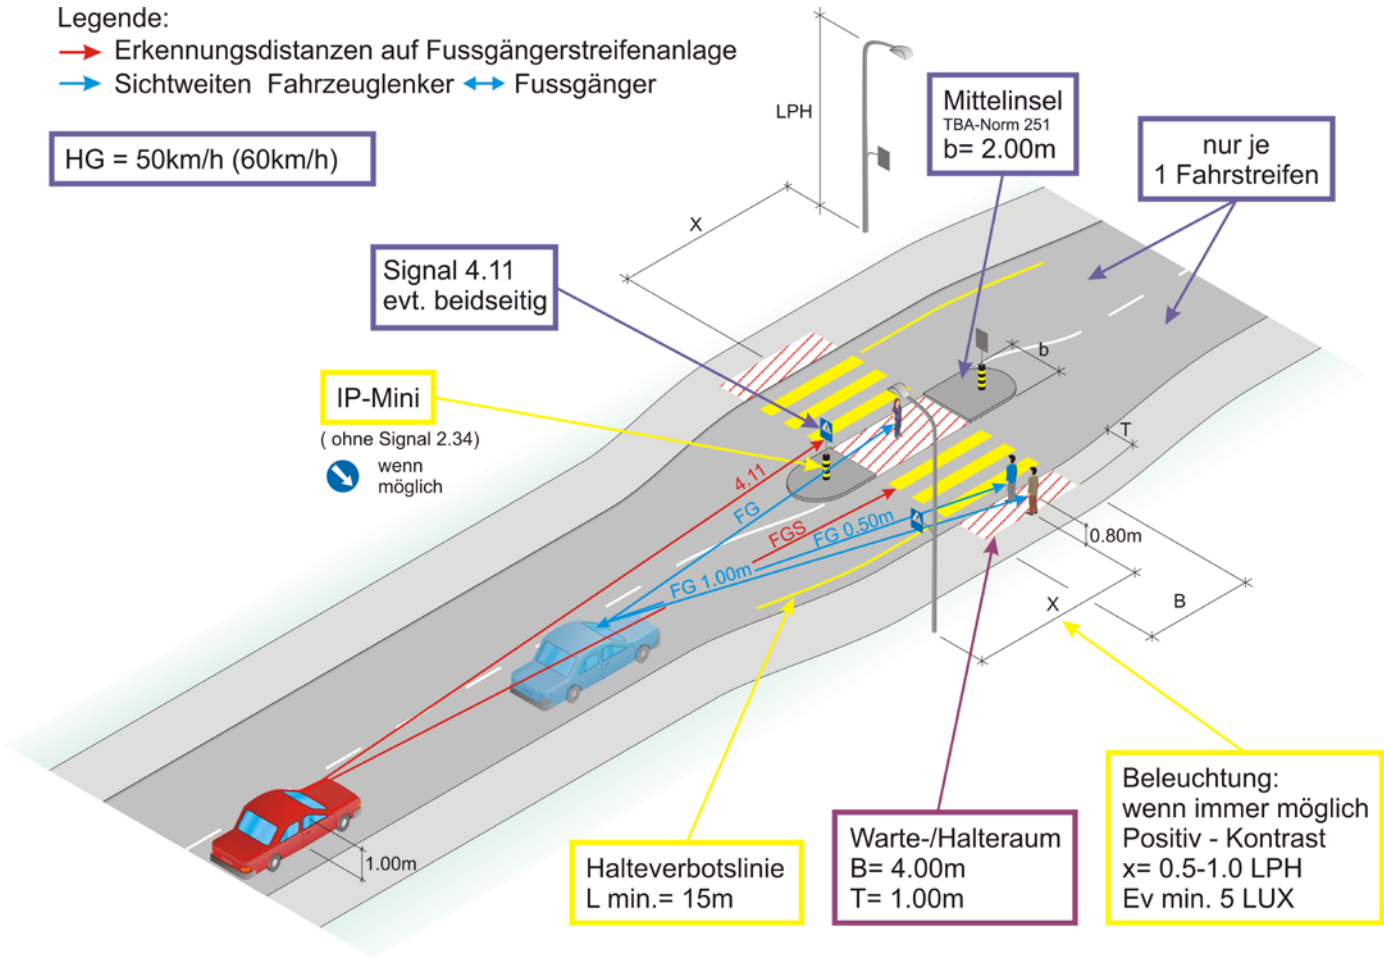 Legende:
Erkennungsdistanzen auf Fussgängerstreifenanlage
Sichtweiten Fahrzeuglenker Fussgänger
HG = 50km/h (60km/h)
LPH
Mittelinsel
TBA-Norm 251
b= 2.00m
nur je
1 Fahrstreifen
X
Signal 4.11
evt. beidseitig
b
IP-Mini
( ohne Signal 2.34)
wenn
möglich
T
4.11
FG
FGS
FG 0.50m
FG 1.00m
0.80m
X
B
1.00m
Halteverbotslinie
L min.= 15m
Warte-/Halteraum
B= 4.00m
T= 1.00m
Beleuchtung:
wenn immer möglich
Positiv - Kontrast
x= 0.5-1.0 LPH
Ev min. 5 LUX